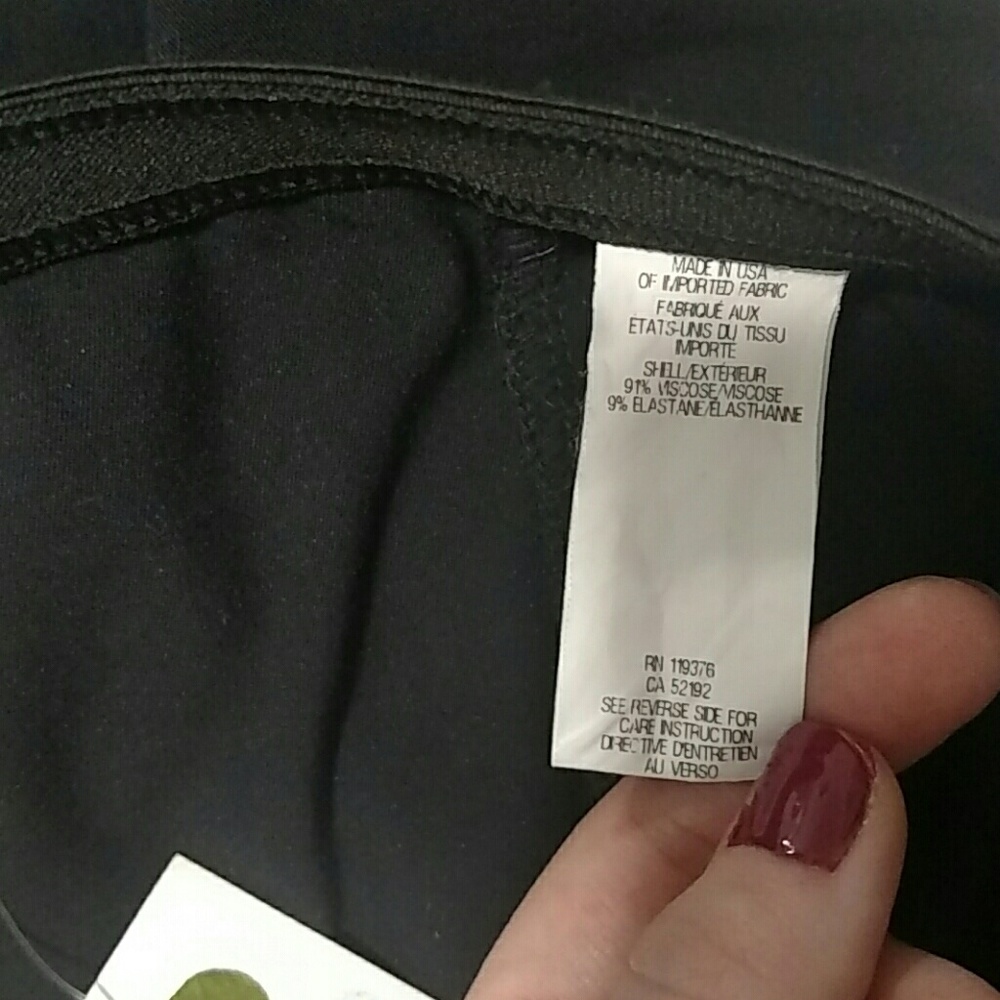 MADE IN USA
OF IMPORTED FABRIC
FABRIQUÉ AUX
ÉTATS-UNIS DU TISSU
IMPORTE
SHELL/EXTÉRIEUR
91% VISCOSE/VISCOSE
9% ELASTANE/ÉLASTHANNE
RN 119376
CA 52192
SEE REVERSE SIDE FOR
CARE INSTRUCTION
DIRECTIVE D'ENTRETIEN
AU VERSO